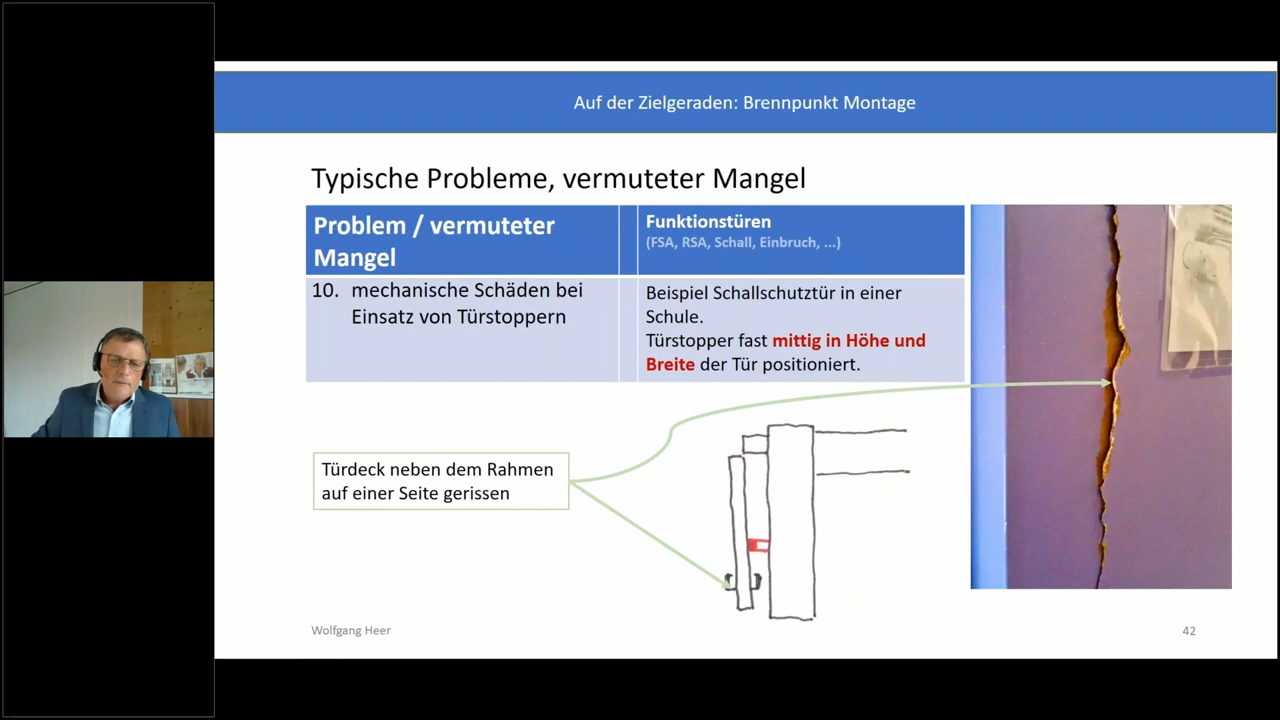 Auf der Zielgeraden: Brennpunkt Montage
Typische Probleme, vermuteter Mangel
Problem / vermuteter
Mangel
Funktionstüren
(FSA, RSA, Schall, Einbruch, ...)
10. mechanische Schäden bei
Einsatz von Türstoppern
Beispiel Schallschutztür in einer
Schule.
Türstopper fast mittig in Höhe und
Breite der Tür positioniert.
Türdeck neben dem Rahmen
auf einer Seite gerissen
Wolfgang Heer
42